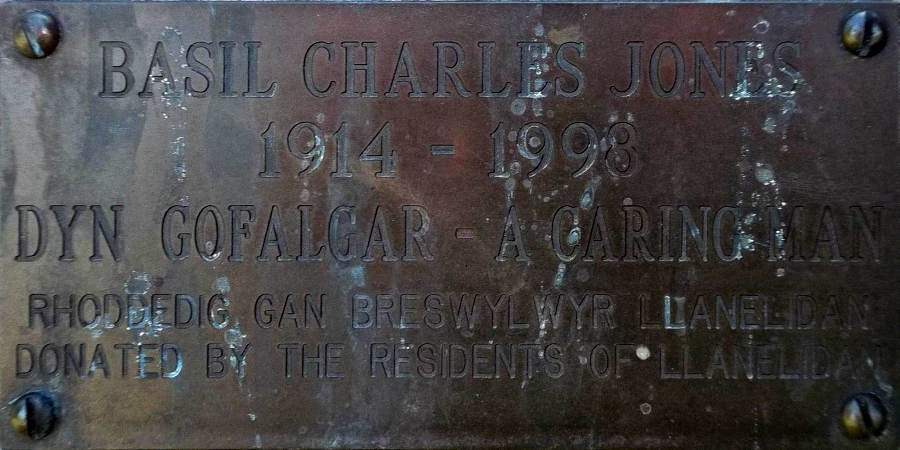 BASIL CHARLES JONES
1914 - 1998
DYN GOFALGAR - A CARING MAN
RHODDEDIG GAN BRESWYLWYR LLANELIDAN
DONATED BY THE RESIDENTS OF LLANELIDAN